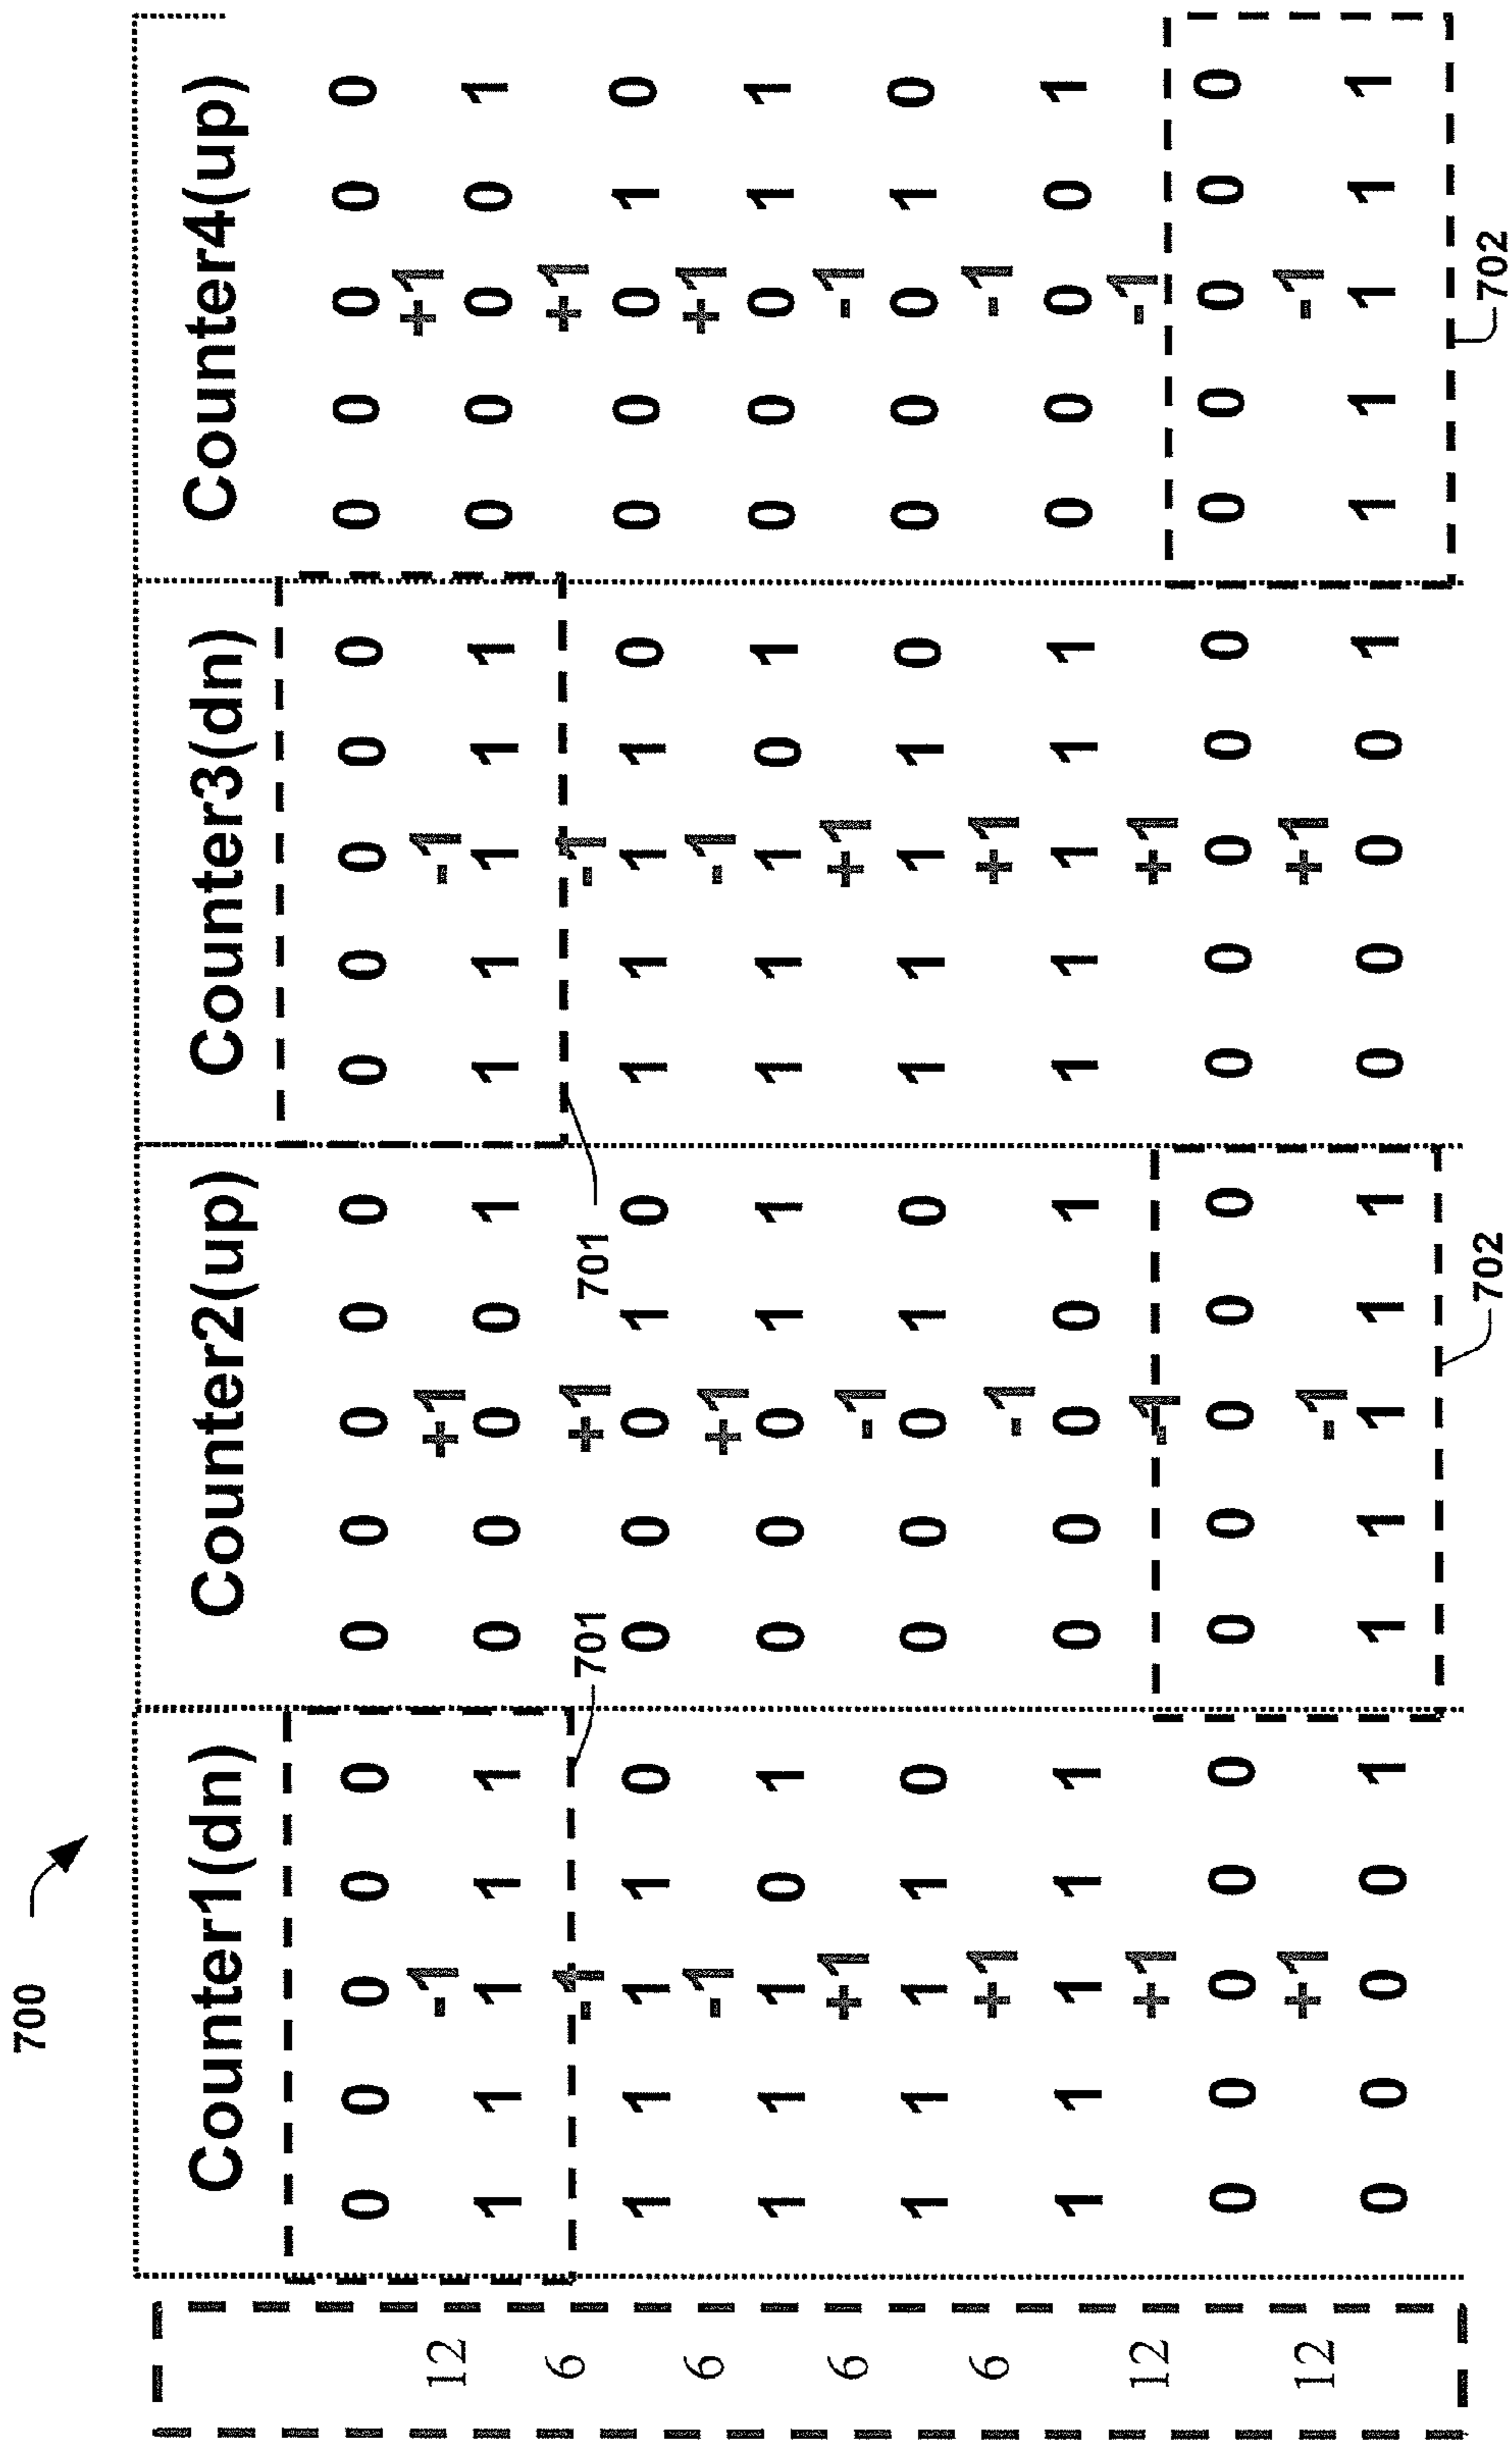 700
Counter1(dn) Counter2(up) Counter3(dn) Counter4(up)
0 0 0 0 0 0 0 0 0 0 0 0 0 0 0 0 0 0 0 0
12 -1 +1 -1 +1
1 1 1 1 1 0 0 0 0 1 1 1 1 1 1 0 0 0 0 1
6 -1 +1 -1 +1
701 701
1 1 1 1 0 0 0 0 1 0 1 1 1 1 0 0 0 0 1 0
6 -1 +1 -1 +1
1 1 1 0 1 0 0 0 1 1 1 1 1 0 1 0 0 0 1 1
6 +1 -1 +1 -1
1 1 1 1 0 0 0 0 1 0 1 1 1 1 0 0 0 0 1 0
6 +1 -1 +1 -1
1 1 1 1 1 0 0 0 0 1 1 1 1 1 1 0 0 0 0 1
12 +1 -1 +1 -1
0 0 0 0 0 0 0 0 0 0 0 0 0 0 0 0 0 0 0 0
12 +1 -1 +1 -1
0 0 0 0 1 1 1 1 1 1 0 0 0 0 1 1 1 1 1 1
702 702